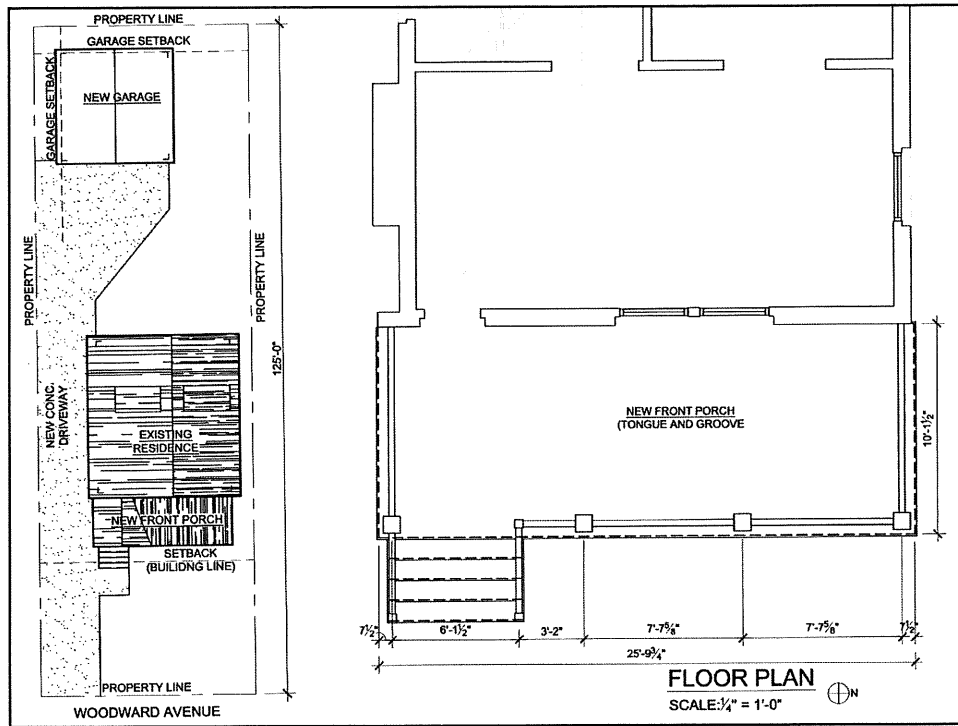 PROPERTY LINE
GARAGE SETBACK
GARAGE SETBACK
NEW GARAGE
PROPERTY LINE
PROPERTY LINE
125'-0"
NEW CONC.
DRIVEWAY
EXISTING
RESIDENCE
NEW FRONT PORCH
SETBACK
(BUILIDNG LINE)
PROPERTY LINE
WOODWARD AVENUE
NEW FRONT PORCH
(TONGUE AND GROOVE
10'-1½"
7½"
6'-1½"
3'-2"
7'-7⅝"
7'-7⅝"
7½"
25'-9¾"
FLOOR PLAN
SCALE:¼" = 1'-0"
N